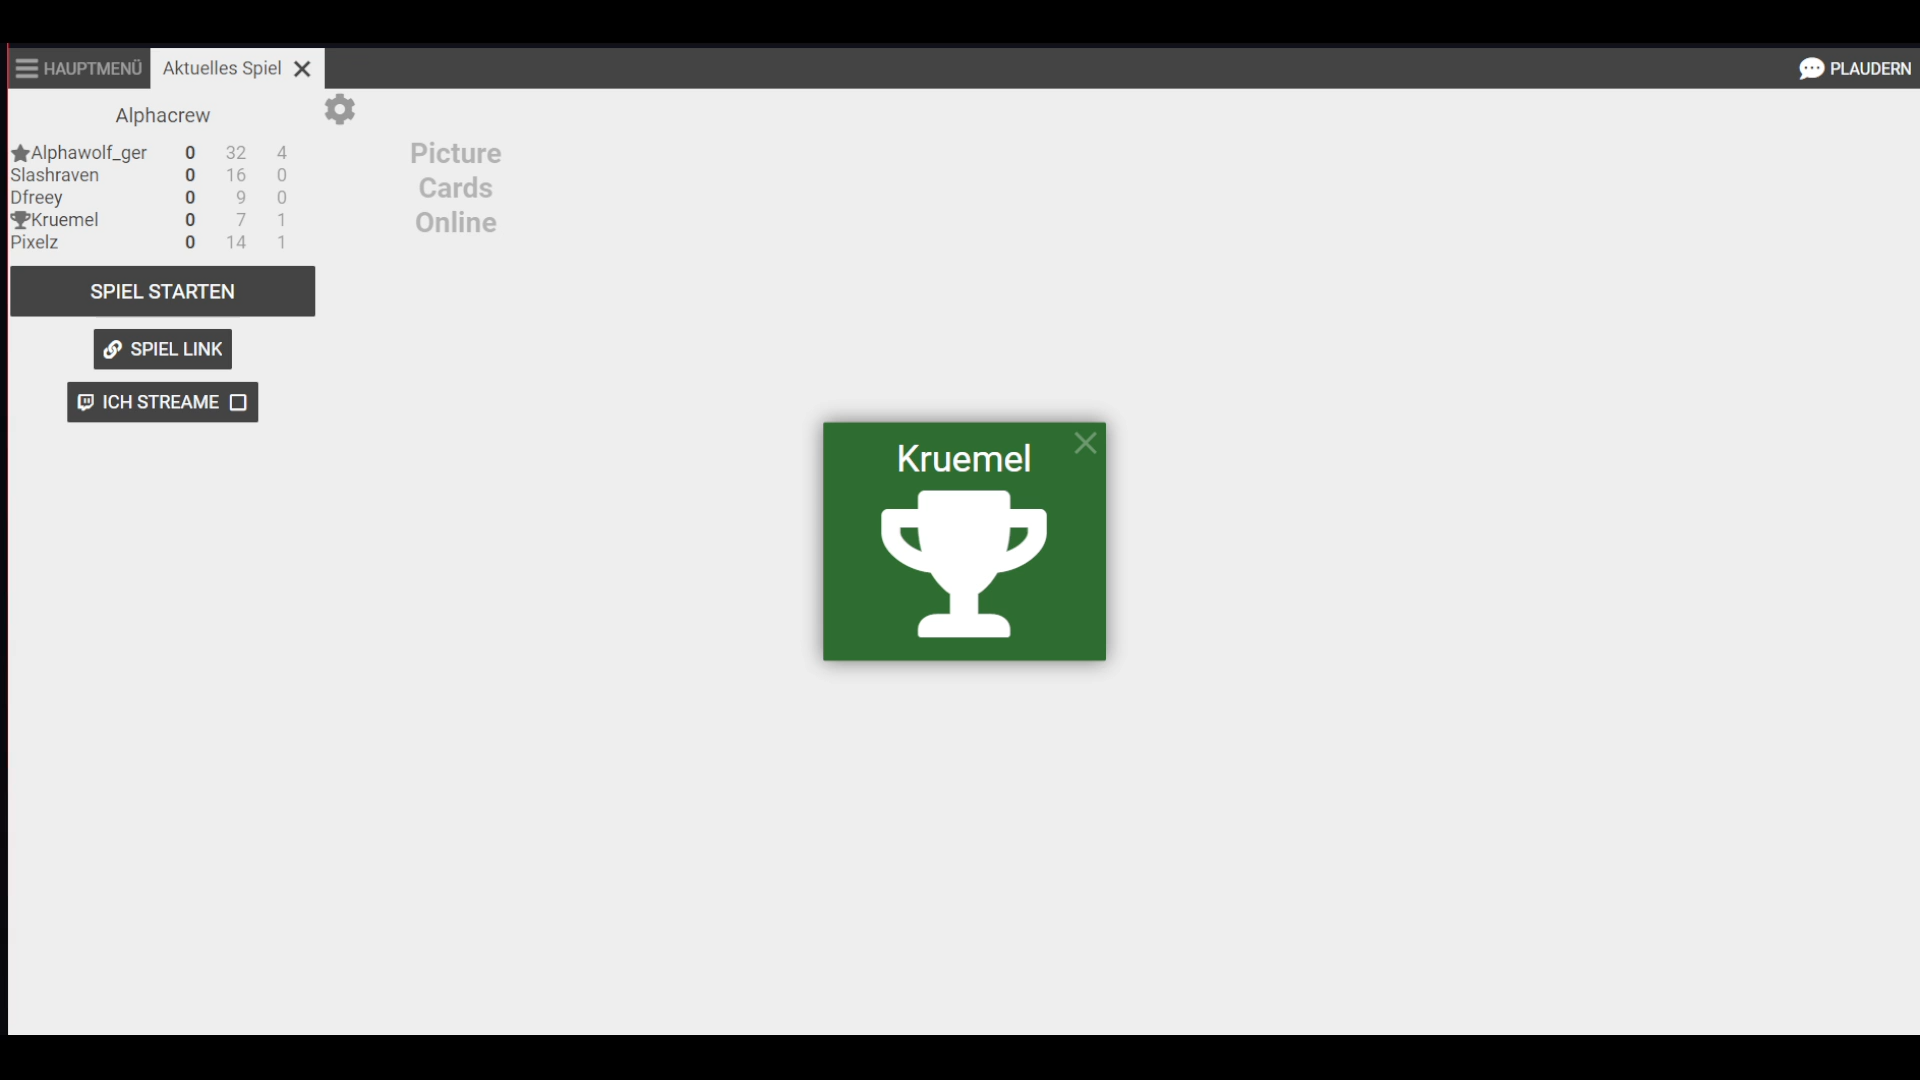 HAUPTMENÜ Aktuelles Spiel PLAUDERN
Alphacrew
Alphawolf_ger 0 32 4
Slashraven 0 16 0
Dfreey 0 9 0
Kruemel 0 7 1
Pixelz 0 14 1
SPIEL STARTEN
SPIEL LINK
ICH STREAME
Picture
Cards
Online
Kruemel